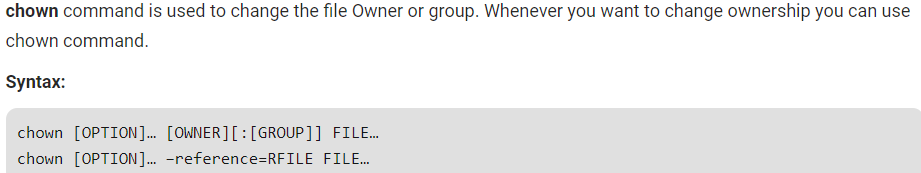 chown command is used to change the file Owner or group. Whenever you want to change ownership you can use
chown command.
Syntax:
chown [OPTION]… [OWNER][:[GROUP]] FILE…
chown [OPTION]… –reference=RFILE FILE…